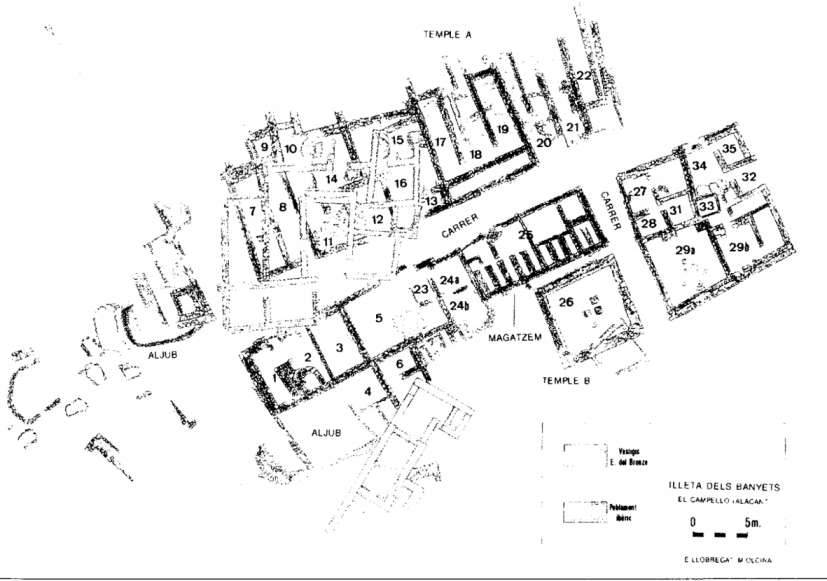 TEMPLE A
22
9
10
15
17
19
21
20
18
35
14
16
34
32
27
7
8
13
33
12
31
28
CARRER
CARRER
11
25
29a
29b
24a
23
26
5
24b
MAGATZEM
3
2
6
ALJUB
1
4
TEMPLE B
ALJUB
Vestigis
E. del Bronze
ILLETA DELS BANYETS
EL CAMPELLO (ALACANT
Poblament
ibèric
0 5m.
E LLOBREGAT